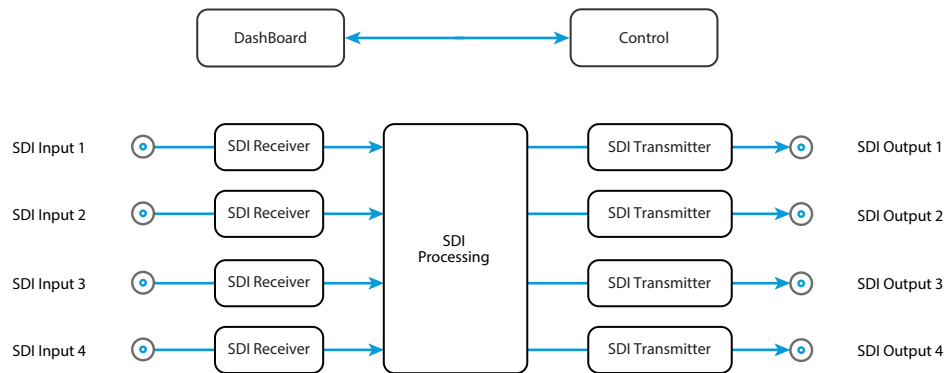 DashBoard
Control
SDI Input 1
SDI Receiver
SDI Transmitter
SDI Output 1
SDI Input 2
SDI Receiver
SDI Transmitter
SDI Output 2
SDI
Processing
SDI Input 3
SDI Receiver
SDI Transmitter
SDI Output 3
SDI Input 4
SDI Receiver
SDI Transmitter
SDI Output 4